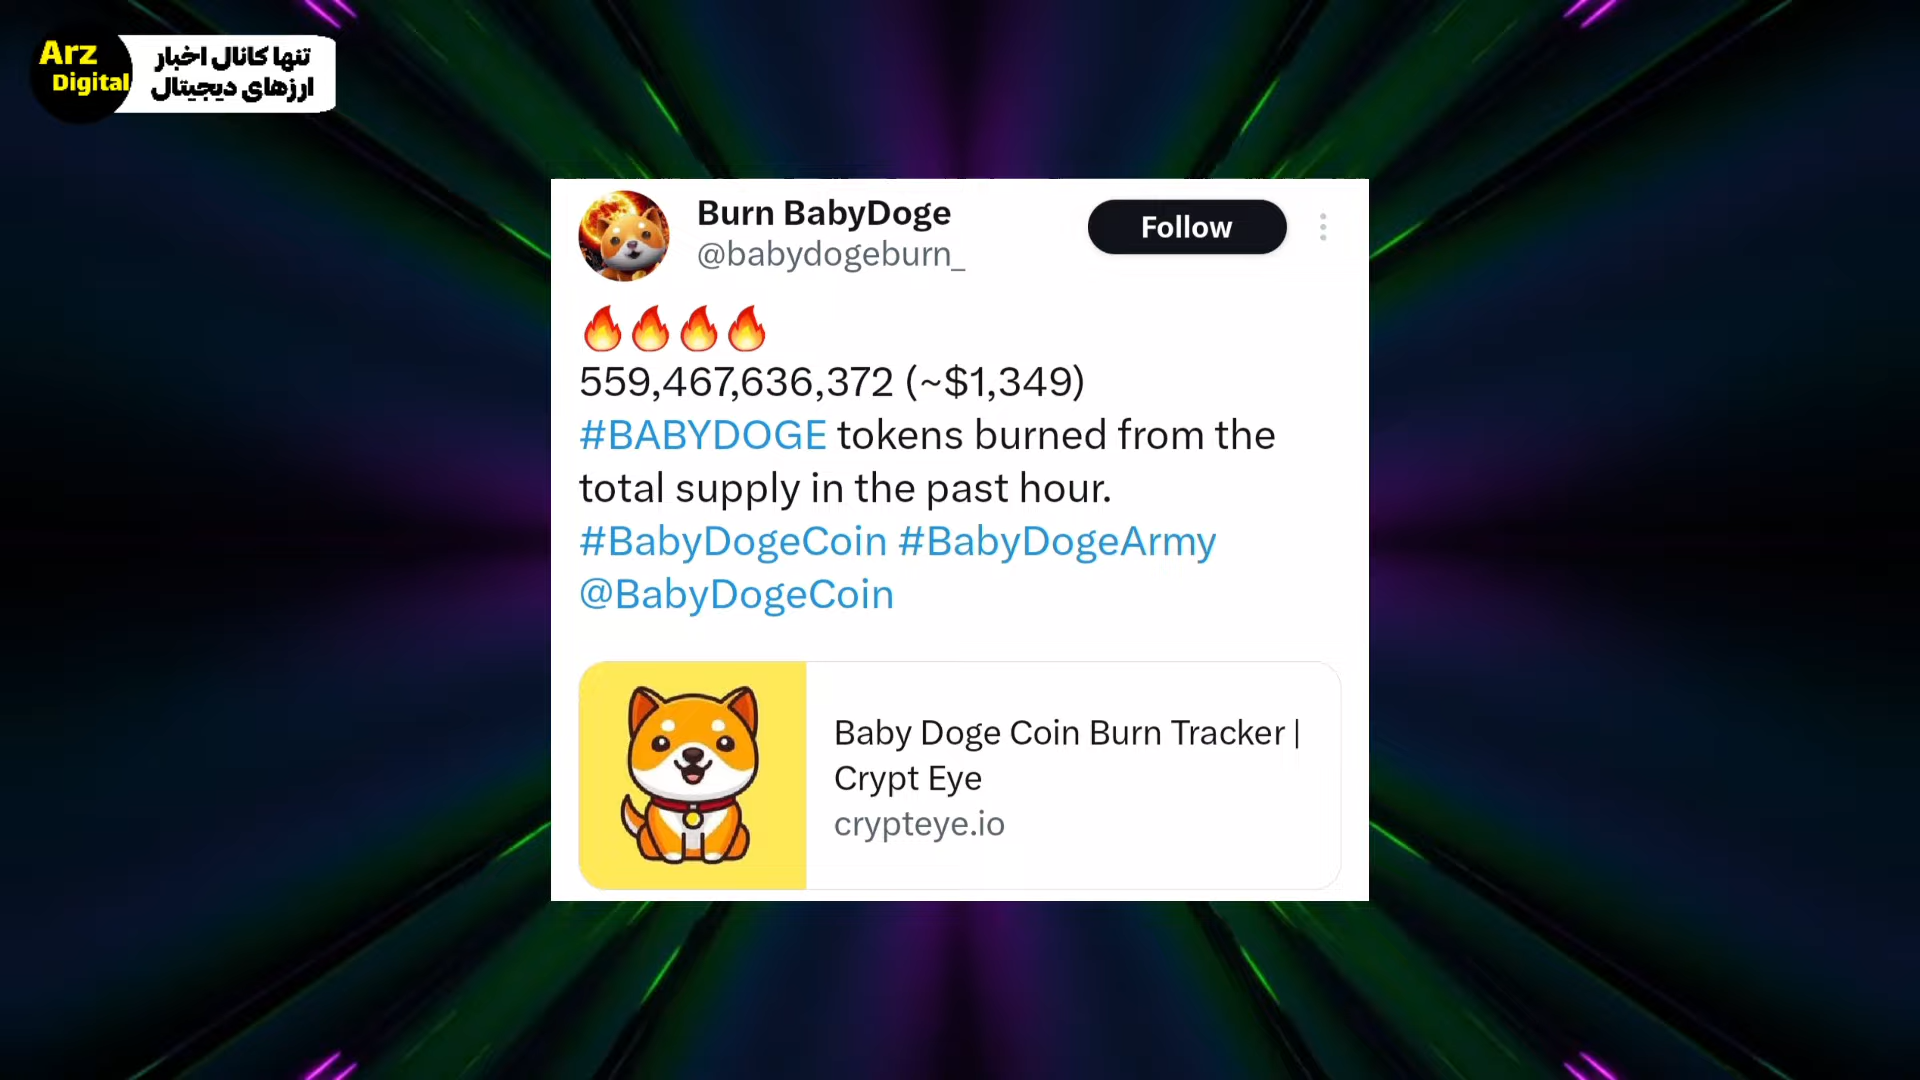 Arz
Digital
تنها کانال اخبار
ارزهای دیجیتال
Burn BabyDoge
@babydogeburn_
Follow
🔥🔥🔥🔥
559,467,636,372 (~$1,349)
#BABYDOGE tokens burned from the
total supply in the past hour.
#BabyDogeCoin #BabyDogeArmy
@BabyDogeCoin
Baby Doge Coin Burn Tracker |
Crypt Eye
crypteye.io